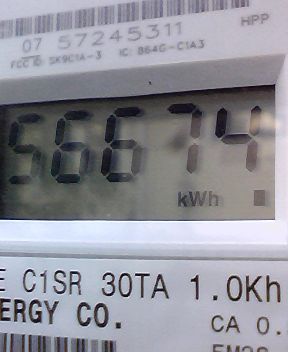 07 57245311
HPP
FCC ID: SK9C1A-3 IC: 864G-C1A3
56674
kWh
E C1SR 30TA 1.0Kh
ERGY CO.
CA 0.